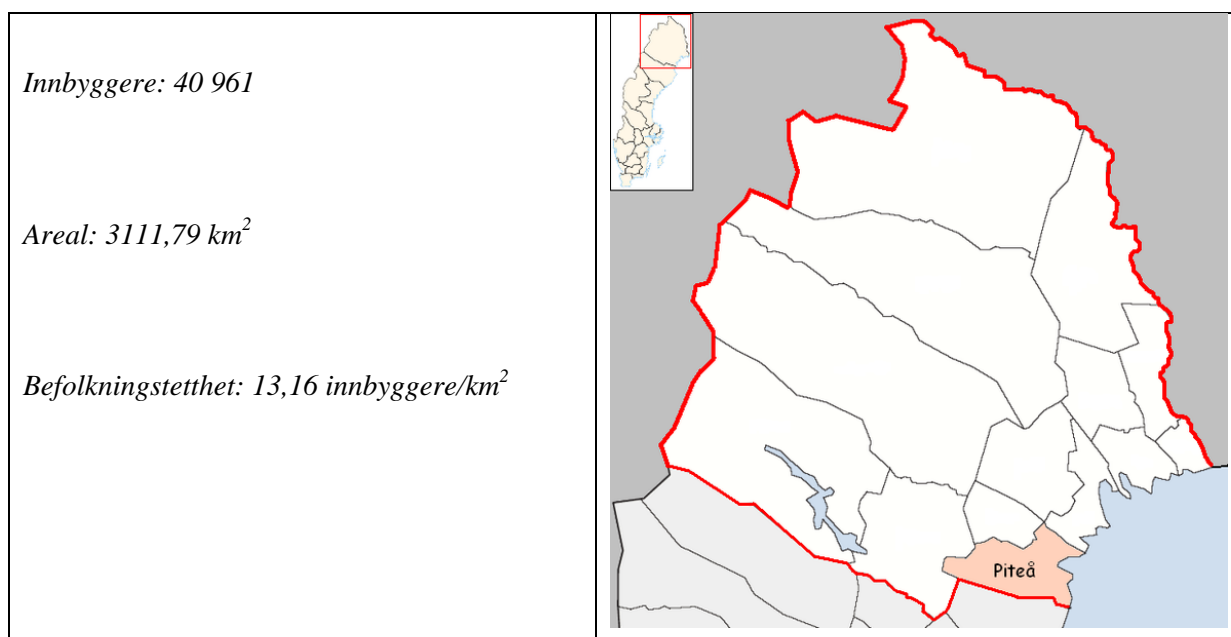 Innbyggere: 40 961
Areal: 3111,79 km²
Befolkningstetthet: 13,16 innbyggere/km²
Piteå